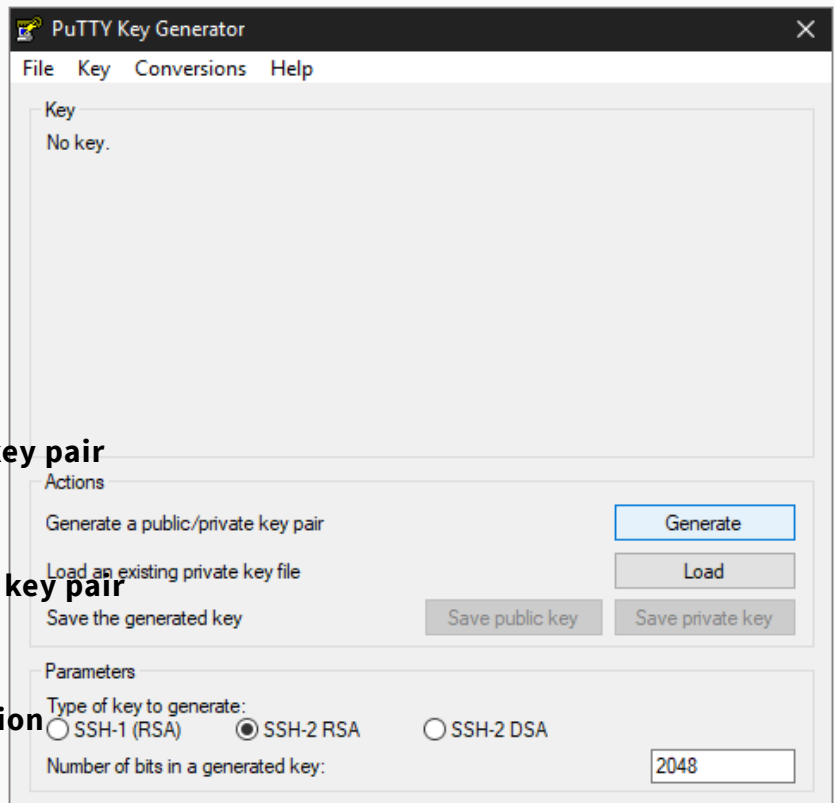 PuTTY Key Generator
File Key Conversions Help
Key
No key.
key pair
Actions
Generate a public/private key pair Generate
Load an existing private key file Load
key pair
Save the generated key Save public key Save private key
Parameters
Type of key to generate:
ion
SSH-1 (RSA) SSH-2 RSA SSH-2 DSA
Number of bits in a generated key: 2048